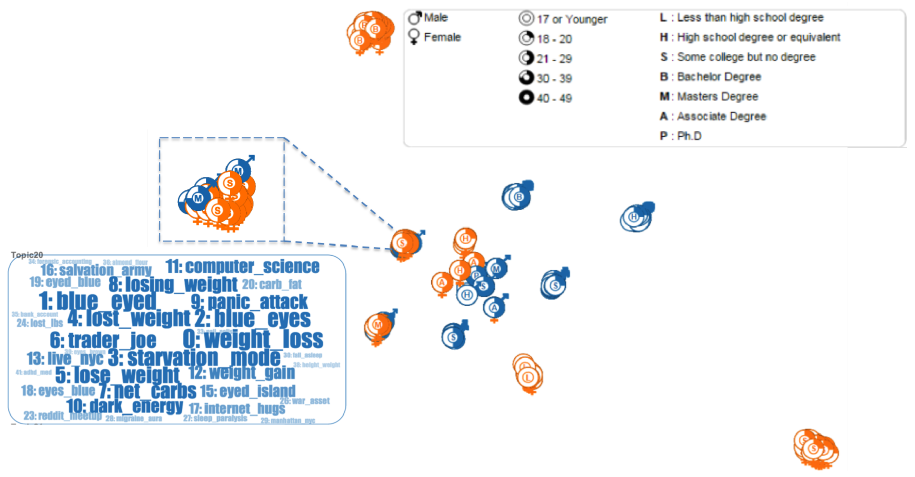 Male
Female
17 or Younger
18 - 20
21 - 29
30 - 39
40 - 49
L : Less than high school degree
H : High school degree or equivalent
S : Some college but no degree
B : Bachelor Degree
M : Masters Degree
A : Associate Degree
P : Ph.D
B
B
M
S
M
S
B
H
S
H
A
H
M
P
S
A
H
A
M
S
S
L
S
Topic20
16: salvation_army 11: computer_science
19: eyed_blue 8: losing_weight 20: carb_fat
1: blue_eyed 9: panic_attack
24: lost_lbs 4: lost_weight 2: blue_eyes
6: trader_joe 0: weight_loss
13: live_nyc 3: starvation_mode
5: lose_weight 12: weight_gain
18: eyes_blue 7: net_carbs 15: eyed_island
10: dark_energy 17: internet_hugs
23: reddit_meetup 27: sleep_paralysis